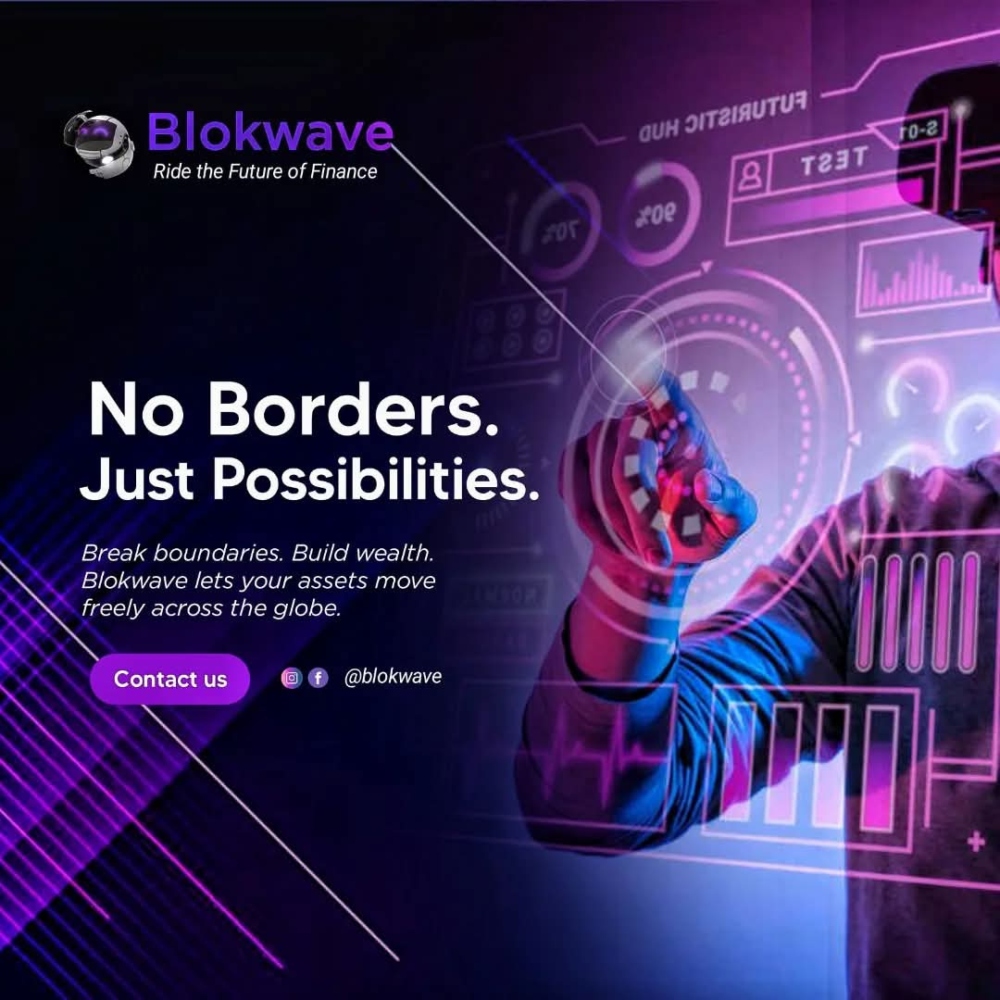 Blokwave
Ride the Future of Finance
FUTURISTIC HUD
S-01
TEST
90%
70%
No Borders.
Just Possibilities.
Break boundaries. Build wealth.
Blokwave lets your assets move
freely across the globe.
Contact us
@blokwave